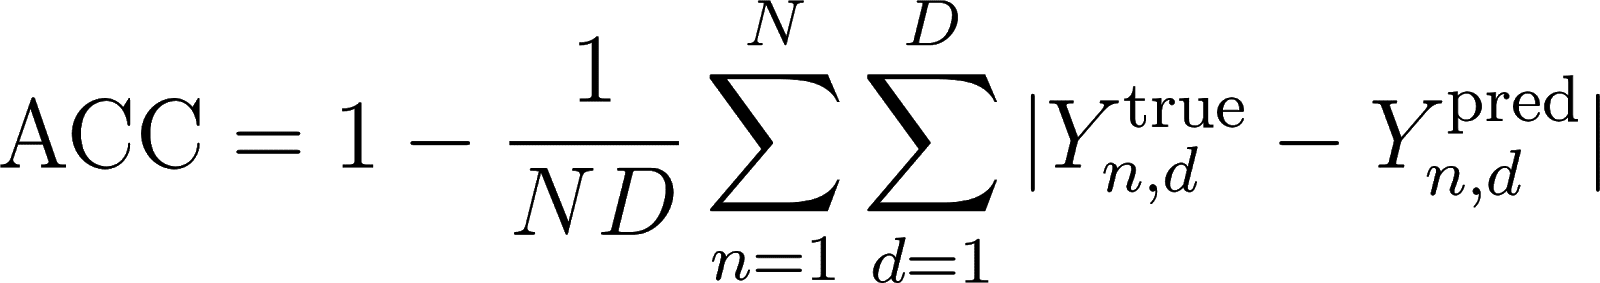 ACC = 1 − \frac{1}{ND} \sum_{n=1}^{N} \sum_{d=1}^{D} |Y_{n,d}^{\text{true}} − Y_{n,d}^{\text{pred}}|